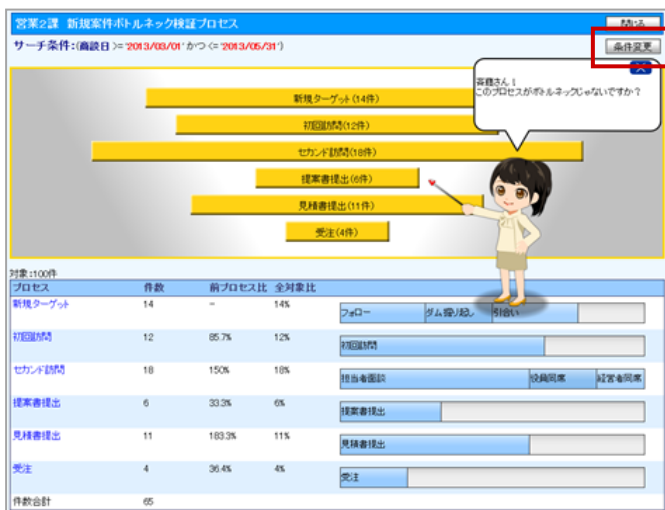 営業2課 新規案件ボトルネック検証プロセス
閉じる
サーチ条件:(商談日 >= '2013/03/01' かつ <= '2013/05/31')
条件変更
斉藤さん!
このプロセスがボトルネックじゃないですか?
新規ターゲット(14件)
初回訪問(12件)
セカンド訪問(18件)
提案書提出(6件)
見積書提出(11件)
受注(4件)
対象:100件
プロセス 件数 前プロセス比 全対象比
新規ターゲット 14 - 14% フォロー ダム掘り起し 引合い
初回訪問 12 85.7% 12% 初回訪問
セカンド訪問 18 150% 18% 担当者面談 役員同席 経営者同席
提案書提出 6 33.3% 6% 提案書提出
見積書提出 11 183.3% 11% 見積書提出
受注 4 36.4% 4% 受注
件数合計 65